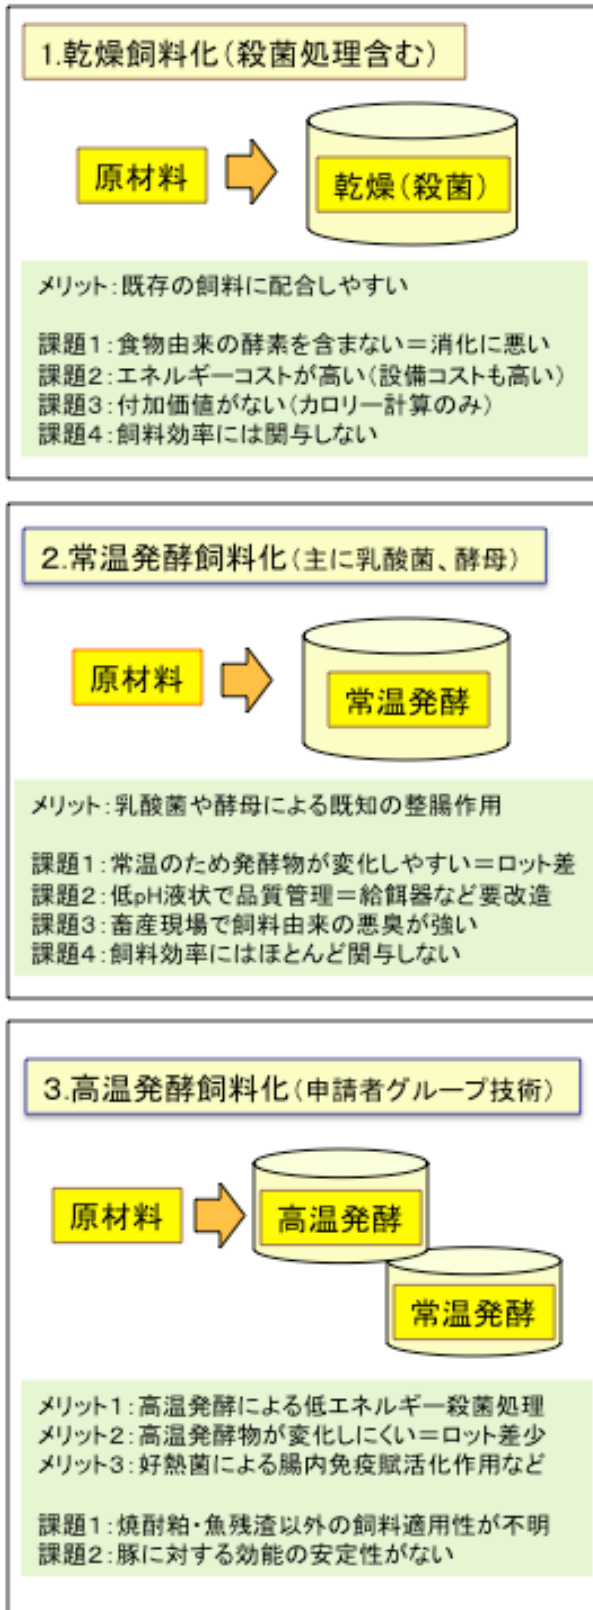 1.乾燥飼料化(殺菌処理含む)
原材料
乾燥(殺菌)
メリット:既存の飼料に配合しやすい
課題1:食物由来の酵素を含まない=消化に悪い
課題2:エネルギーコストが高い(設備コストも高い)
課題3:付加価値がない(カロリー計算のみ)
課題4:飼料効率には関与しない
2.常温発酵飼料化(主に乳酸菌、酵母)
原材料
常温発酵
メリット:乳酸菌や酵母による既知の整腸作用
課題1:常温のため発酵物が変化しやすい=ロット差
課題2:低pH液状で品質管理=給餌器など要改造
課題3:畜産現場で飼料由来の悪臭が強い
課題4:飼料効率にはほとんど関与しない
3.高温発酵飼料化(申請者グループ技術)
原材料
高温発酵
常温発酵
メリット1:高温発酵による低エネルギー殺菌処理
メリット2:高温発酵物が変化しにくい=ロット差少
メリット3:好熱菌による腸内免疫賦活化作用など
課題1:焼酎粕・魚残渣以外の飼料適用性が不明
課題2:豚に対する効能の安定性がない